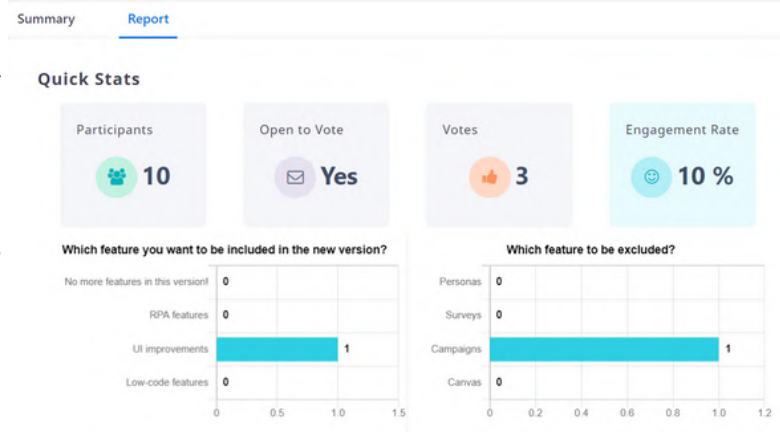 Summary Report
Quick Stats
Participants Open to Vote Votes Engagement Rate
10 Yes 3 10 %
Which feature you want to be included in the new version?
No more features in this version! 0
RPA features 0
UI improvements 1
Low-code features 0
0 0.5 1.0 1.5
Which feature to be excluded?
Personas 0
Surveys 0
Campaigns 1
Canvas 0
0 0.2 0.4 0.6 0.8 1.0 1.2